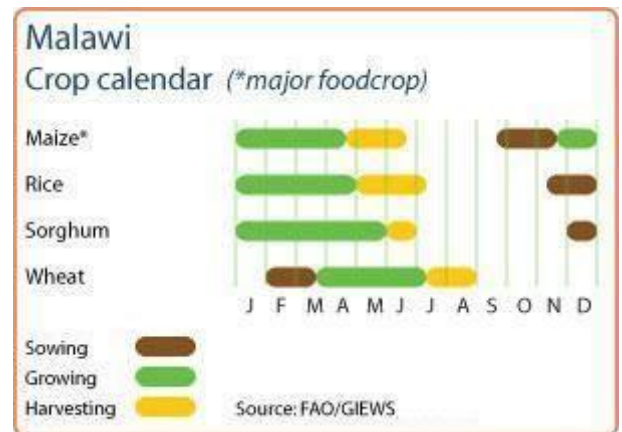 Malawi
Crop calendar (*major foodcrop)
Maize*
Rice
Sorghum
Wheat
J F M A M J J A S O N D
Sowing
Growing
Harvesting Source: FAO/GIEWS